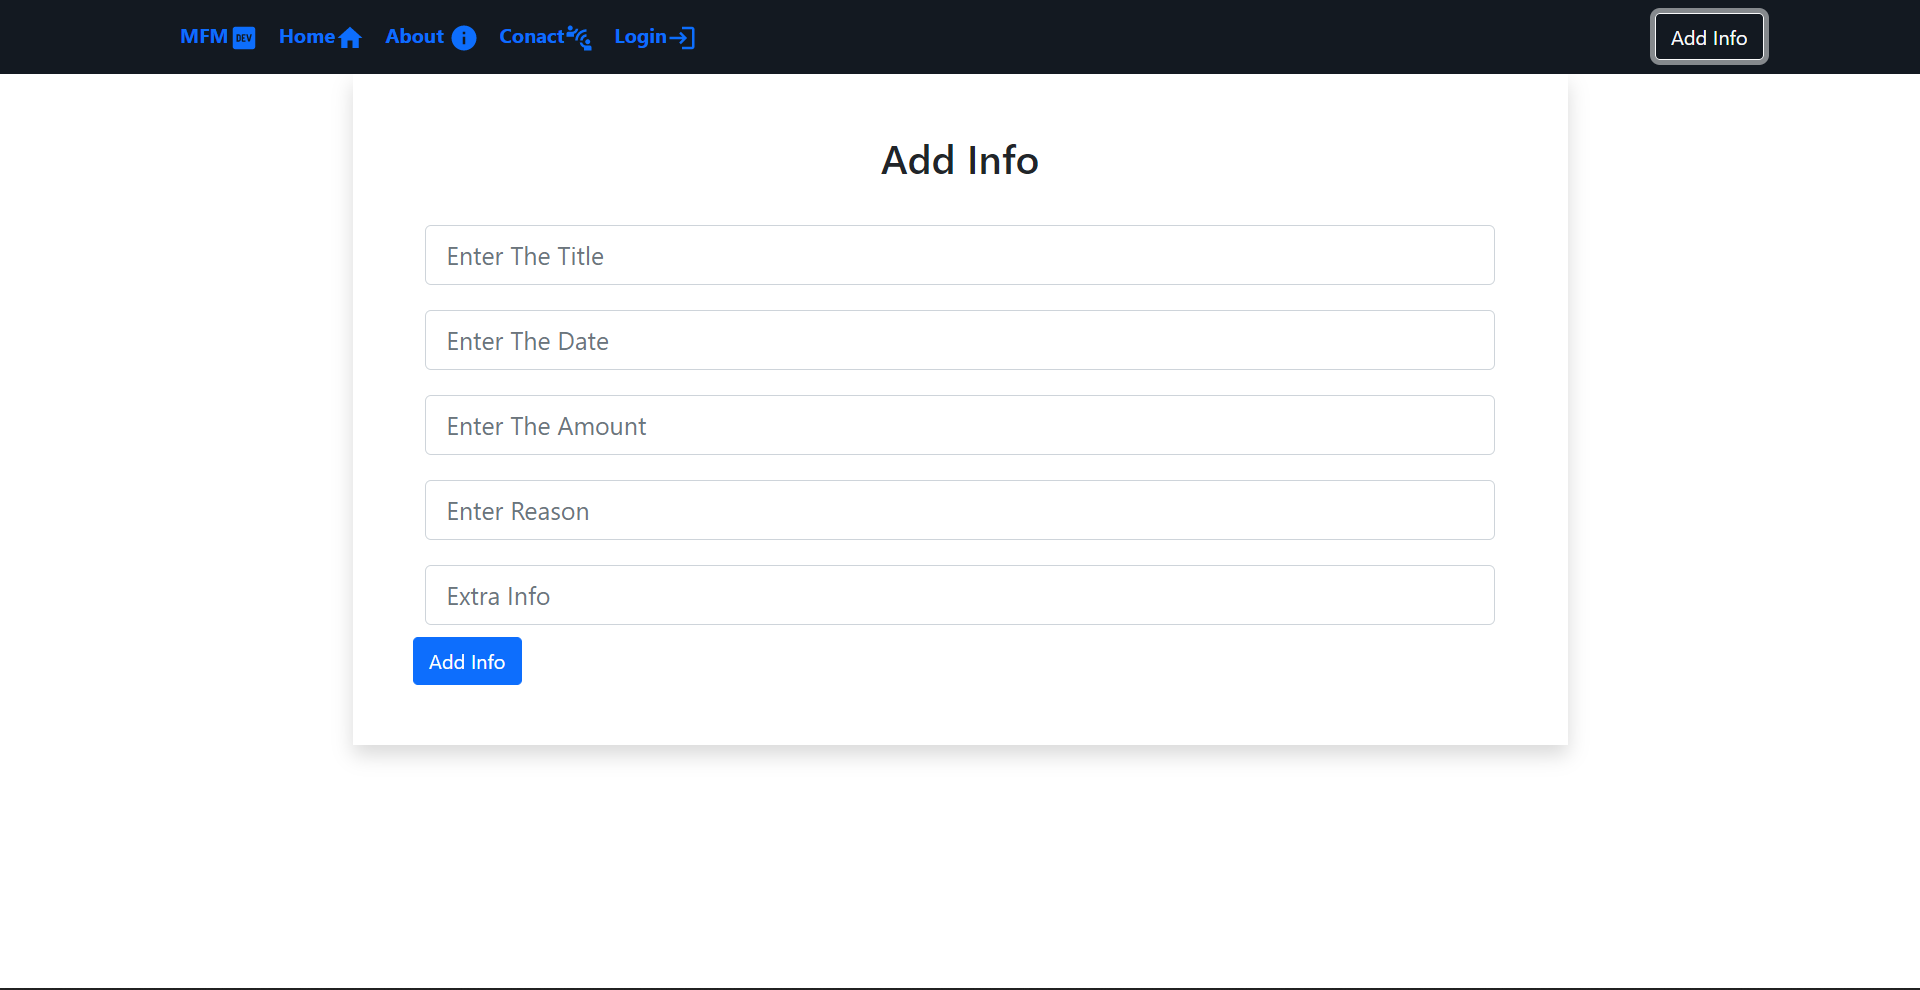 MFM DEV Home About Conact Login Add Info
Add Info
Enter The Title
Enter The Date
Enter The Amount
Enter Reason
Extra Info
Add Info